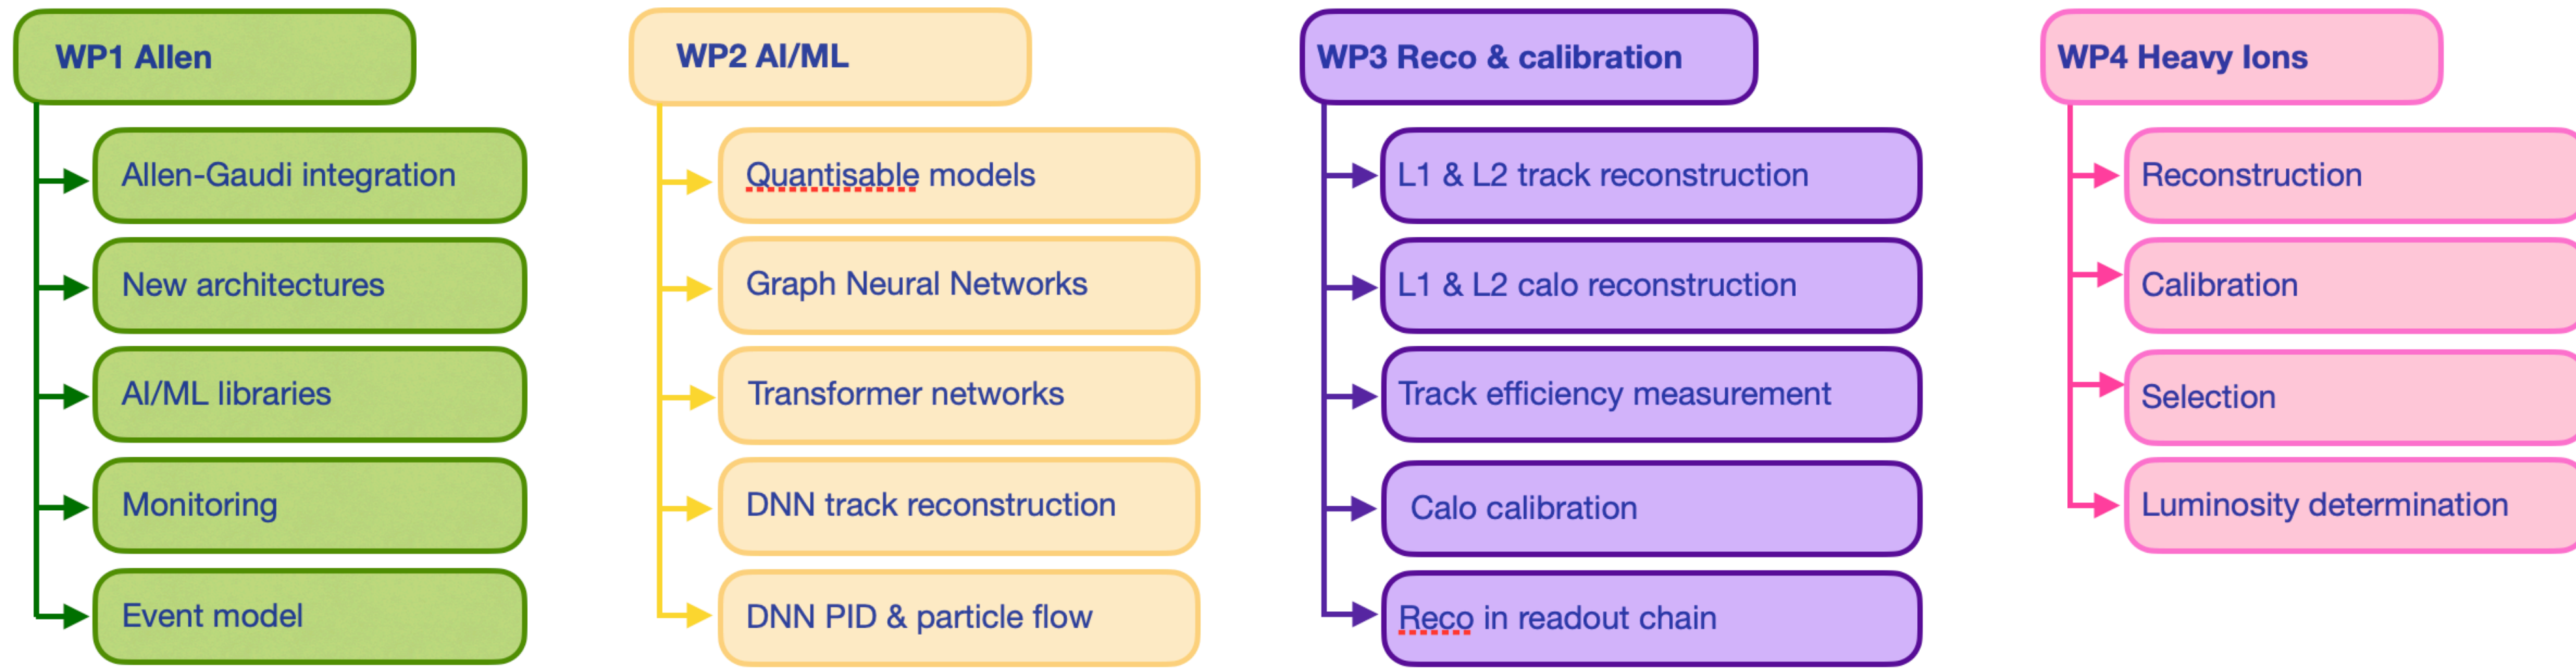 WP1 Allen
Allen-Gaudi integration
New architectures
AI/ML libraries
Monitoring
Event model
WP2 AI/ML
Quantisable models
Graph Neural Networks
Transformer networks
DNN track reconstruction
DNN PID & particle flow
WP3 Reco & calibration
L1 & L2 track reconstruction
L1 & L2 calo reconstruction
Track efficiency measurement
Calo calibration
Reco in readout chain
WP4 Heavy Ions
Reconstruction
Calibration
Selection
Luminosity determination